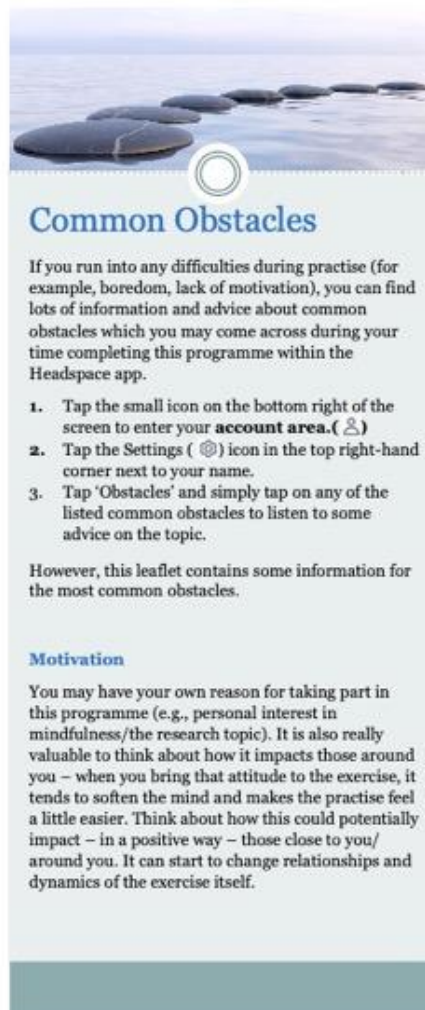 Common Obstacles
If you run into any difficulties during practise (for
example, boredom, lack of motivation), you can find
lots of information and advice about common
obstacles which you may come across during your
time completing this programme within the
Headspace app.
1. Tap the small icon on the bottom right of the
screen to enter your account area.( )
2. Tap the Settings ( ) icon in the top right-hand
corner next to your name.
3. Tap ‘Obstacles’ and simply tap on any of the
listed common obstacles to listen to some
advice on the topic.
However, this leaflet contains some information for
the most common obstacles.
Motivation
You may have your own reason for taking part in
this programme (e.g., personal interest in
mindfulness/the research topic). It is also really
valuable to think about how it impacts those around
you – when you bring that attitude to the exercise, it
tends to soften the mind and makes the practise feel
a little easier. Think about how this could potentially
impact – in a positive way – those close to you/
around you. It can start to change relationships and
dynamics of the exercise itself.